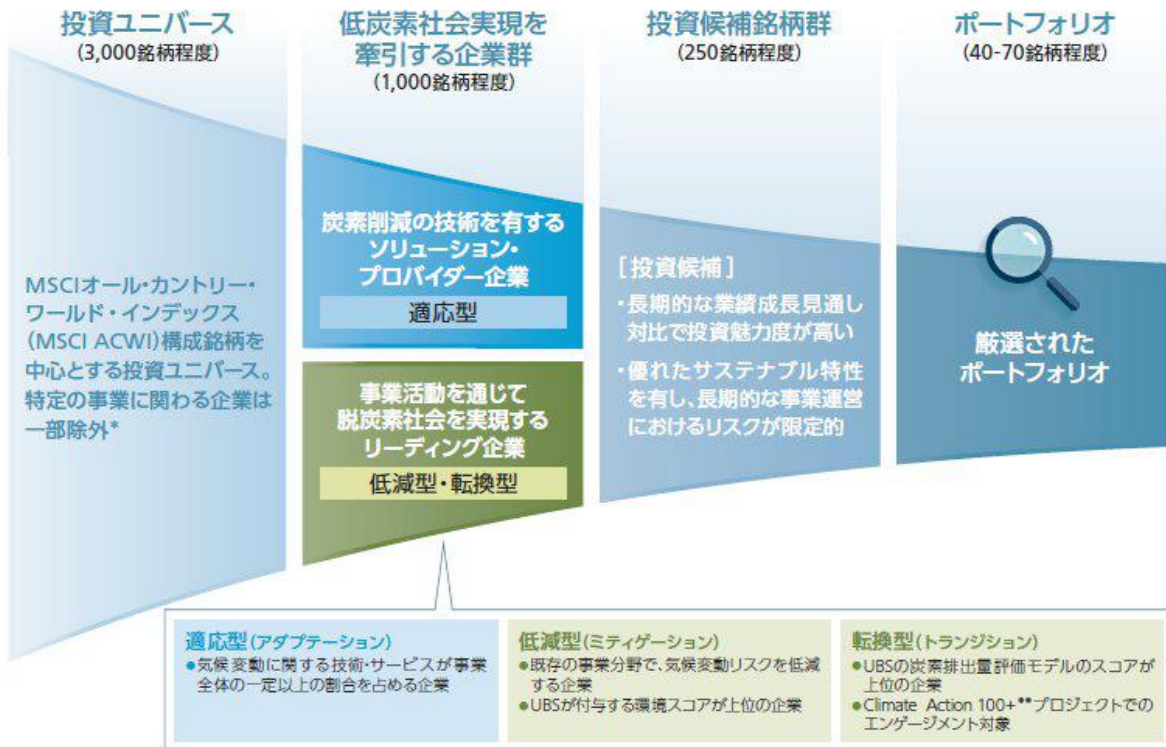 投資ユニバース
(3,000銘柄程度)
低炭素社会実現を
牽引する企業群
(1,000銘柄程度)
投資候補銘柄群
(250銘柄程度)
ポートフォリオ
(40-70銘柄程度)
MSCIオール・カントリー・
ワールド・インデックス
(MSCI ACWI)構成銘柄を
中心とする投資ユニバース。
特定の事業に関わる企業は
一部除外*
炭素削減の技術を有する
ソリューション・
プロバイダー企業
適応型
事業活動を通じて
脱炭素社会を実現する
リーディング企業
低減型・転換型
［投資候補］
・長期的な業績成長見通し
対比で投資魅力度が高い
・優れたサステナブル特性
を有し、長期的な事業運営
におけるリスクが限定的
厳選された
ポートフォリオ
適応型(アダプテーション)
●気候変動に関する技術・サービスが事業
全体の一定以上の割合を占める企業
低減型(ミティゲーション)
●既存の事業分野で、気候変動リスクを低減
する企業
●UBSが付与する環境スコアが上位の企業
転換型(トランジション)
●UBSの炭素排出量評価モデルのスコアが
上位の企業
●Climate Action 100+**プロジェクトでの
エンゲージメント対象